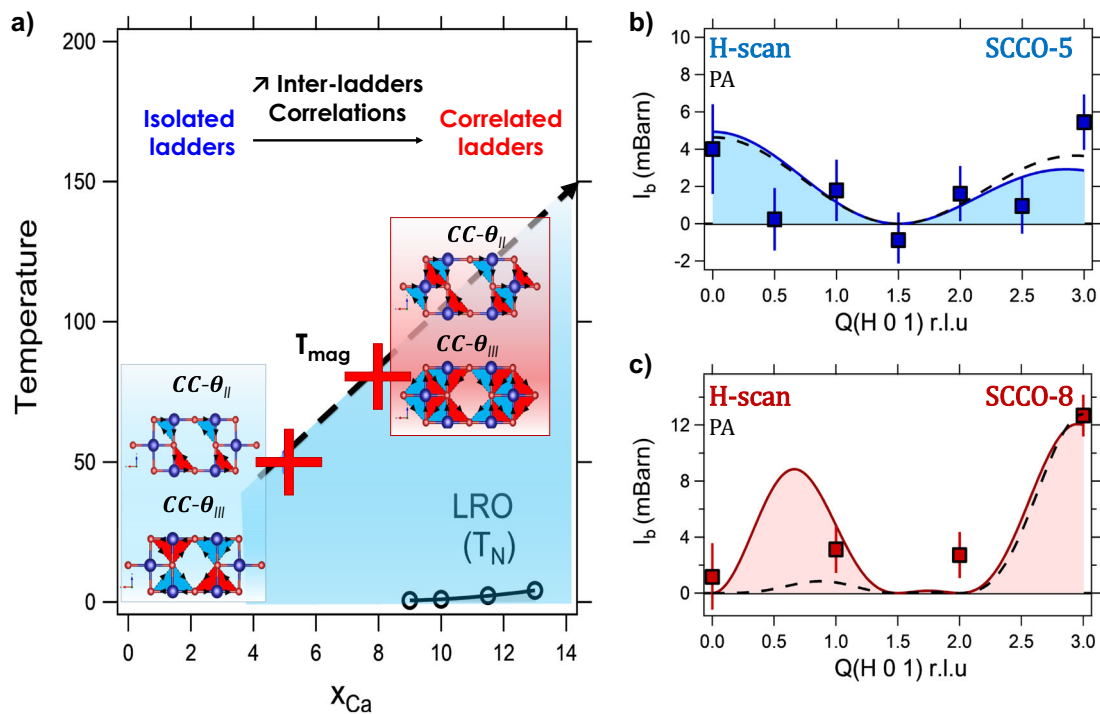 a)
Temperature
200
150
100
50
0
↗ Inter-ladders
Correlations
Isolated
ladders
Correlated
ladders
CC-θII
CC-θIII
Tmag
CC-θII
CC-θIII
LRO
(TN)
0 2 4 6 8 10 12 14
xCa
b)
H-scan SCCO-5
PA
Ib (mBarn)
10
8
6
4
2
0
-2
0.0 0.5 1.0 1.5 2.0 2.5 3.0
Q(H 0 1) r.l.u
c)
H-scan SCCO-8
PA
Ib (mBarn)
12
8
4
0
0.0 0.5 1.0 1.5 2.0 2.5 3.0
Q(H 0 1) r.l.u